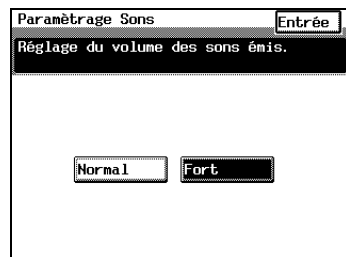 Paramètrage Sons
Entrée
Réglage du volume des sons émis.
Normal
Fort